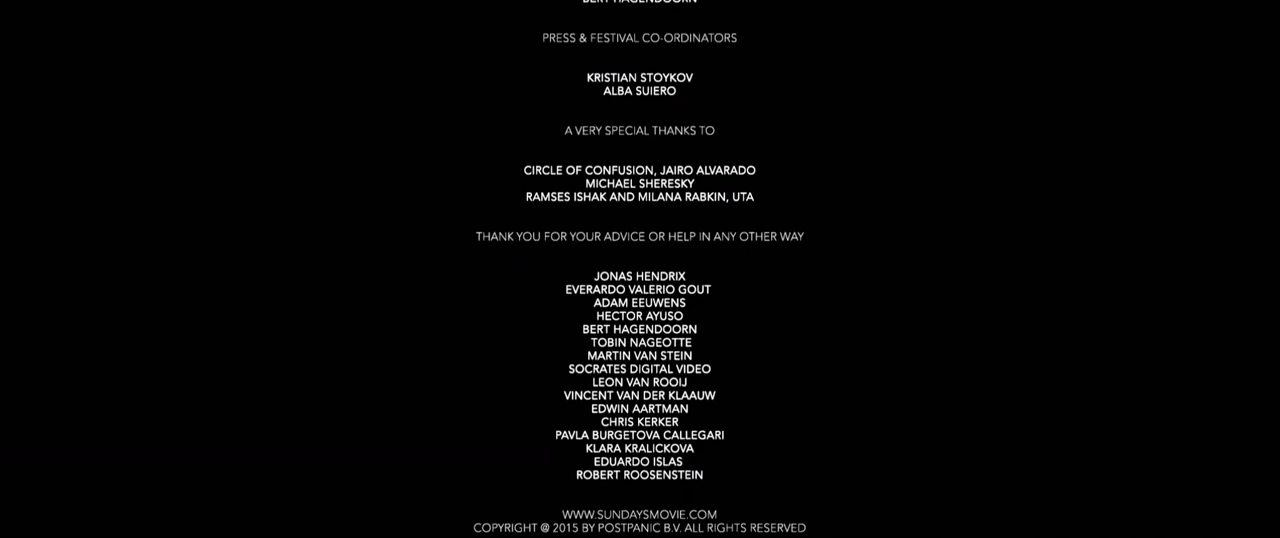 BERT HAGENDOORN
PRESS & FESTIVAL CO-ORDINATORS
KRISTIAN STOYKOV
ALBA SUIERO
A VERY SPECIAL THANKS TO
CIRCLE OF CONFUSION, JAIRO ALVARADO
MICHAEL SHERESKY
RAMSES ISHAK AND MILANA RABKIN, UTA
THANK YOU FOR YOUR ADVICE OR HELP IN ANY OTHER WAY
JONAS HENDRIX
EVERARDO VALERIO GOUT
ADAM EEUWENS
HECTOR AYUSO
BERT HAGENDOORN
TOBIN NAGEOTTE
MARTIN VAN STEIN
SOCRATES DIGITAL VIDEO
LEON VAN ROOIJ
VINCENT VAN DER KLAAUW
EDWIN AARTMAN
CHRIS KERKER
PAVLA BURGETOVA CALLEGARI
KLARA KRALICKOVA
EDUARDO ISLAS
ROBERT ROOSENSTEIN
WWW.SUNDAYSMOVIE.COM
COPYRIGHT @ 2015 BY POSTPANIC B.V. ALL RIGHTS RESERVED